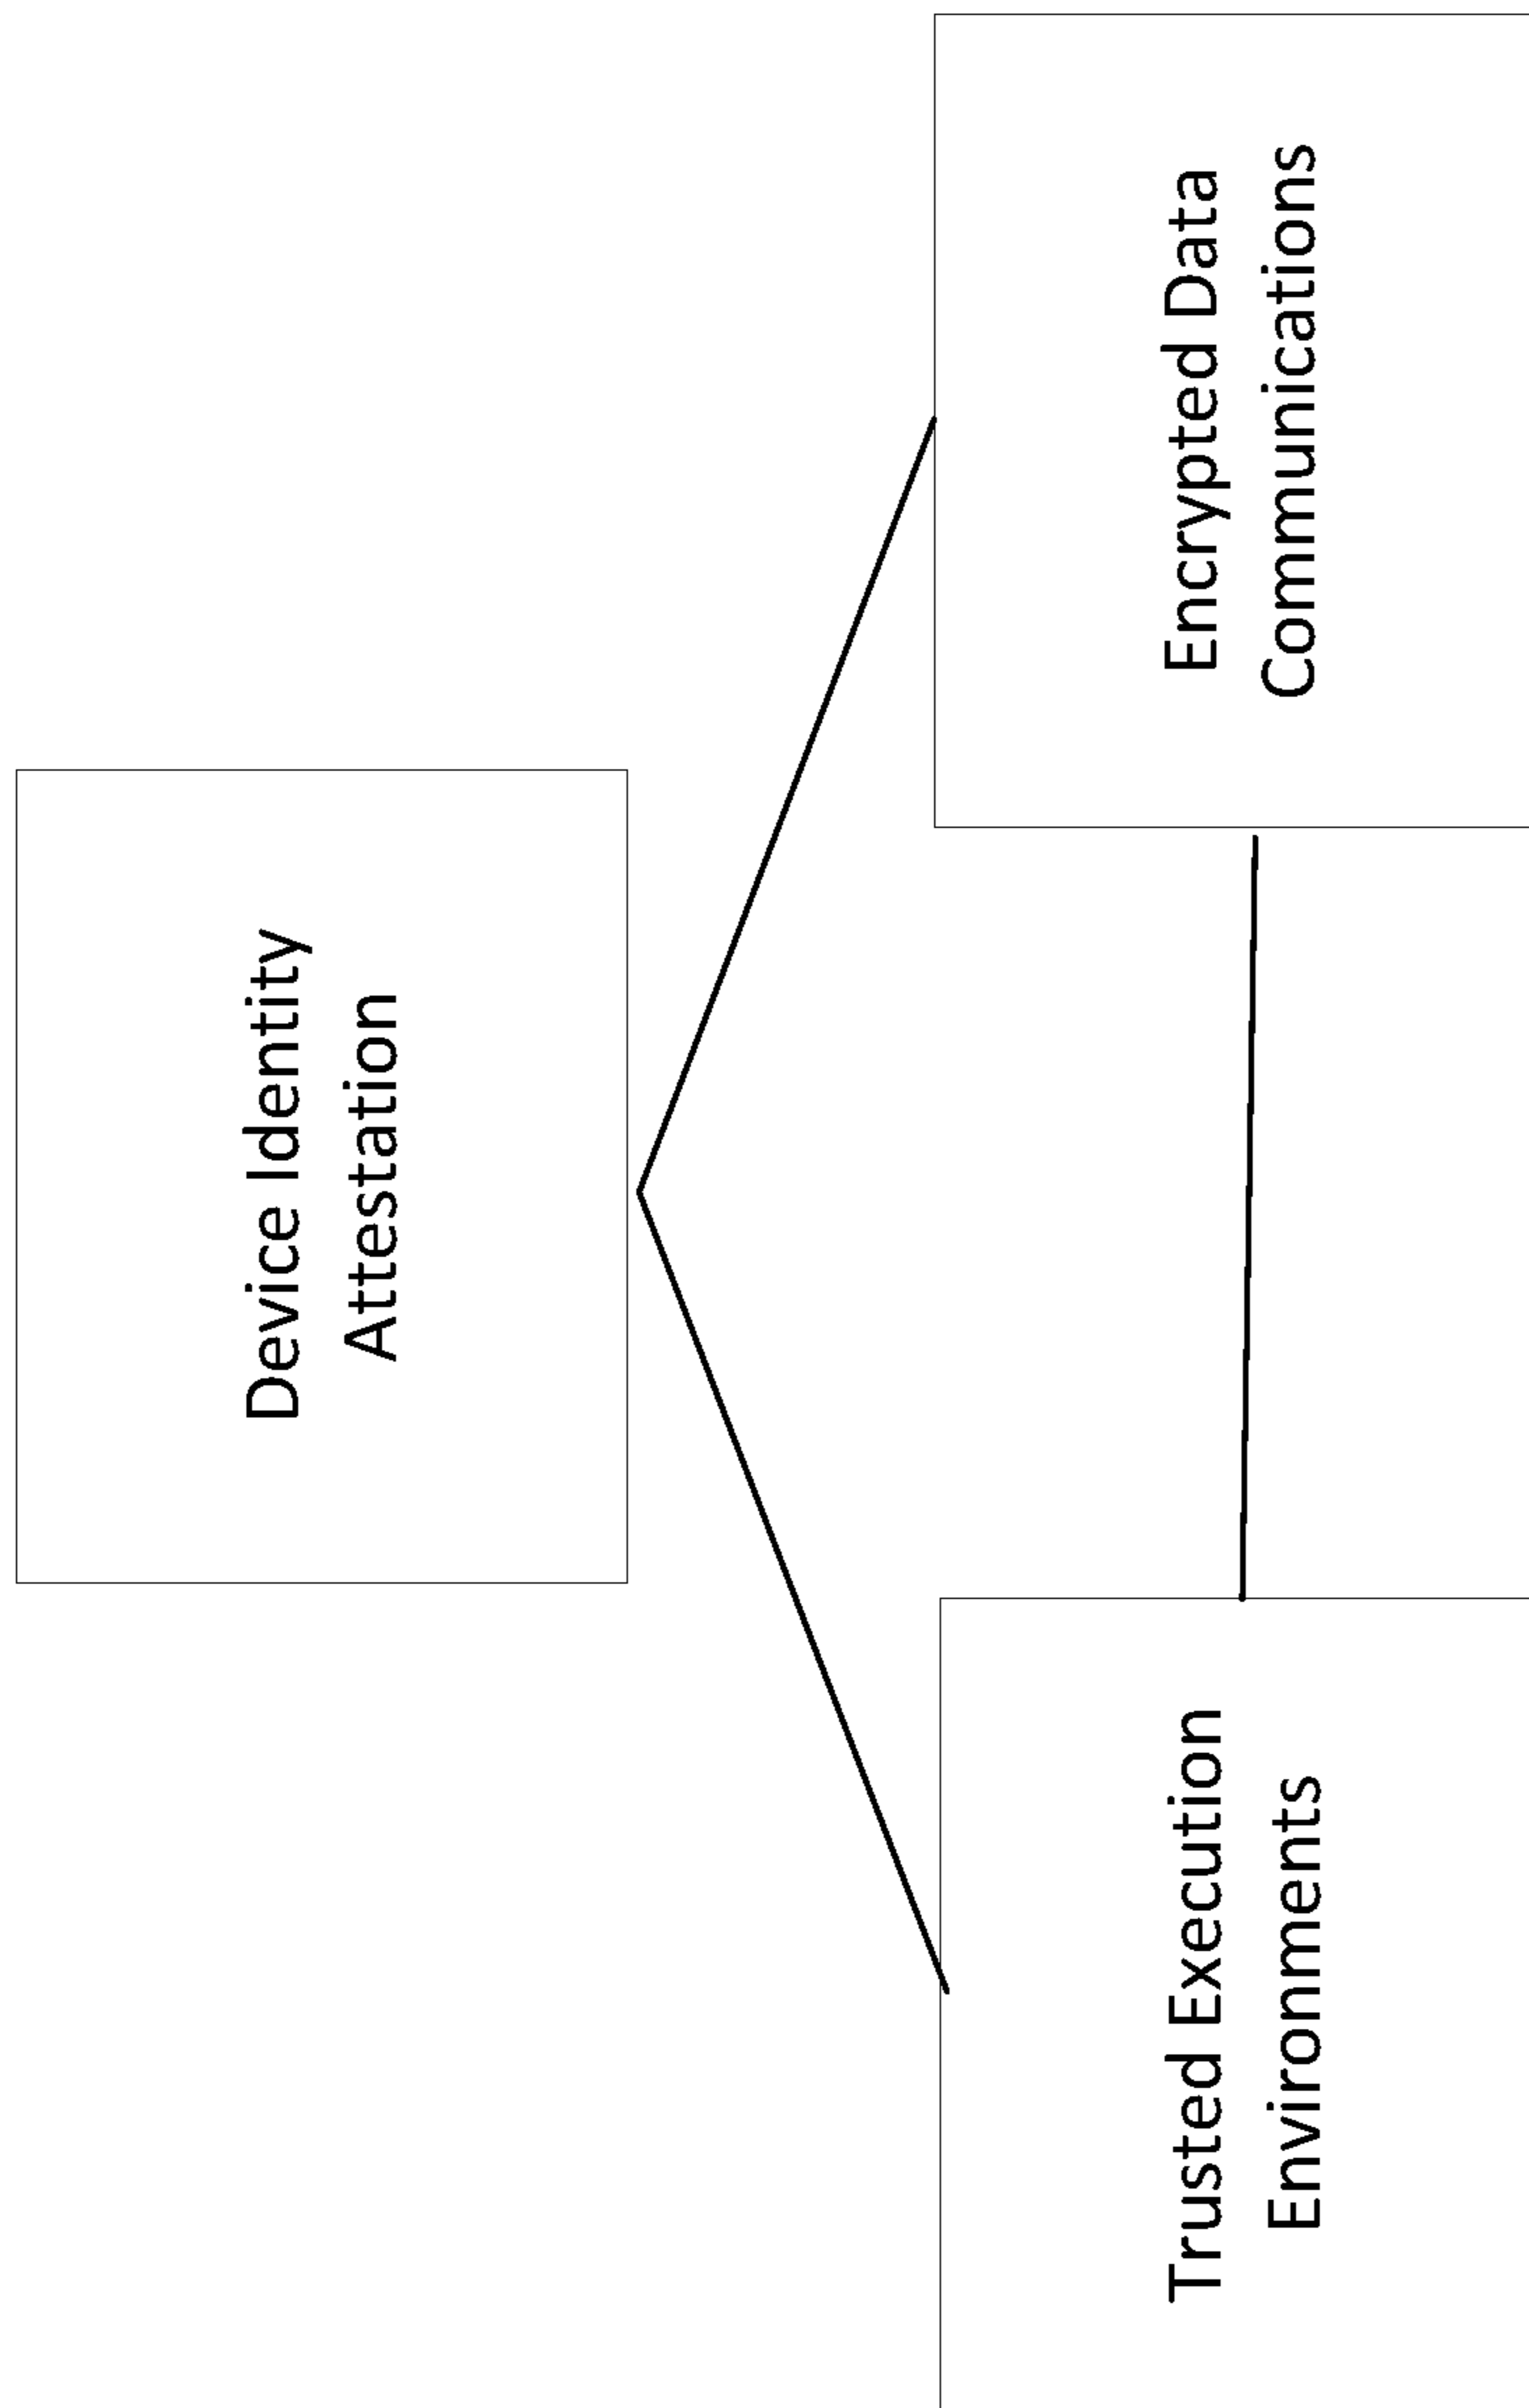 Device Identity
Attestation
Trusted Execution
Environments
Encrypted Data
Communications